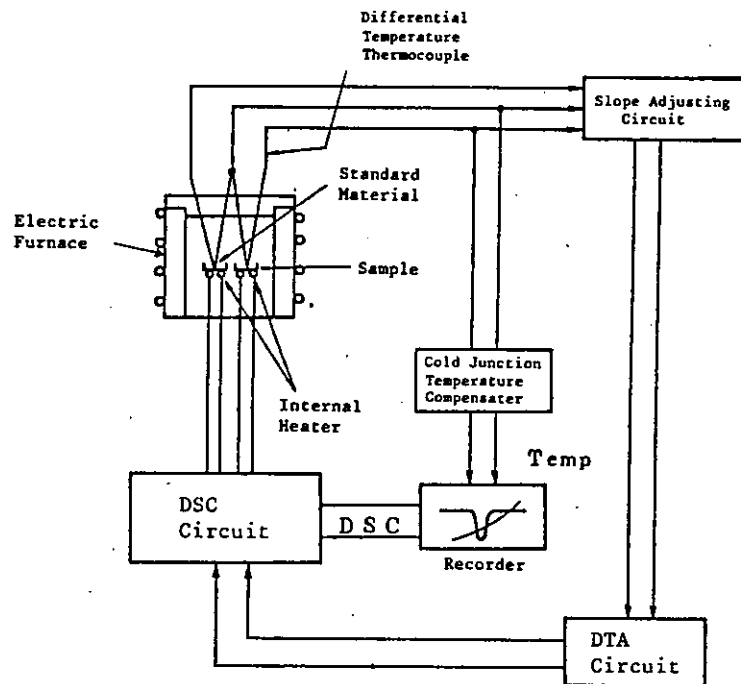 Differential
Temperature
Thermocouple
Slope Adjusting
Circuit
Standard
Material
Electric
Furnace
Sample
Cold Junction
Temperature
Compensater
Internal
Heater
Temp
DSC
Circuit
DSC
Recorder
DTA
Circuit